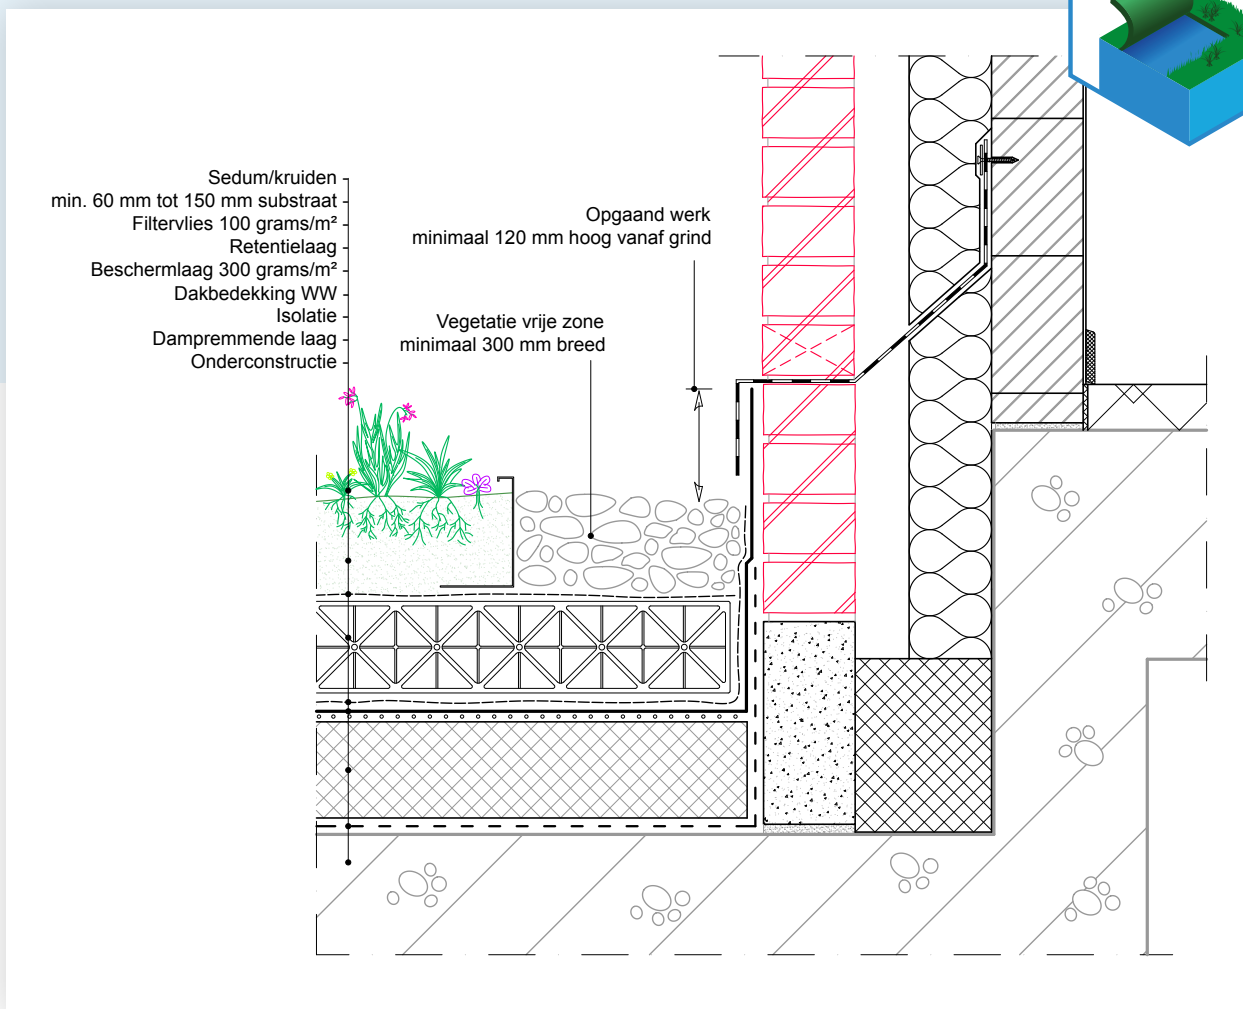 Sedum/kruiden
min. 60 mm tot 150 mm substraat
Filtervlies 100 grams/m²
Retentielaag
Beschermlaag 300 grams/m²
Dakbedekking WW
Isolatie
Dampremmende laag
Onderconstructie
Opgaand werk
minimaal 120 mm hoog vanaf grind
Vegetatie vrije zone
minimaal 300 mm breed